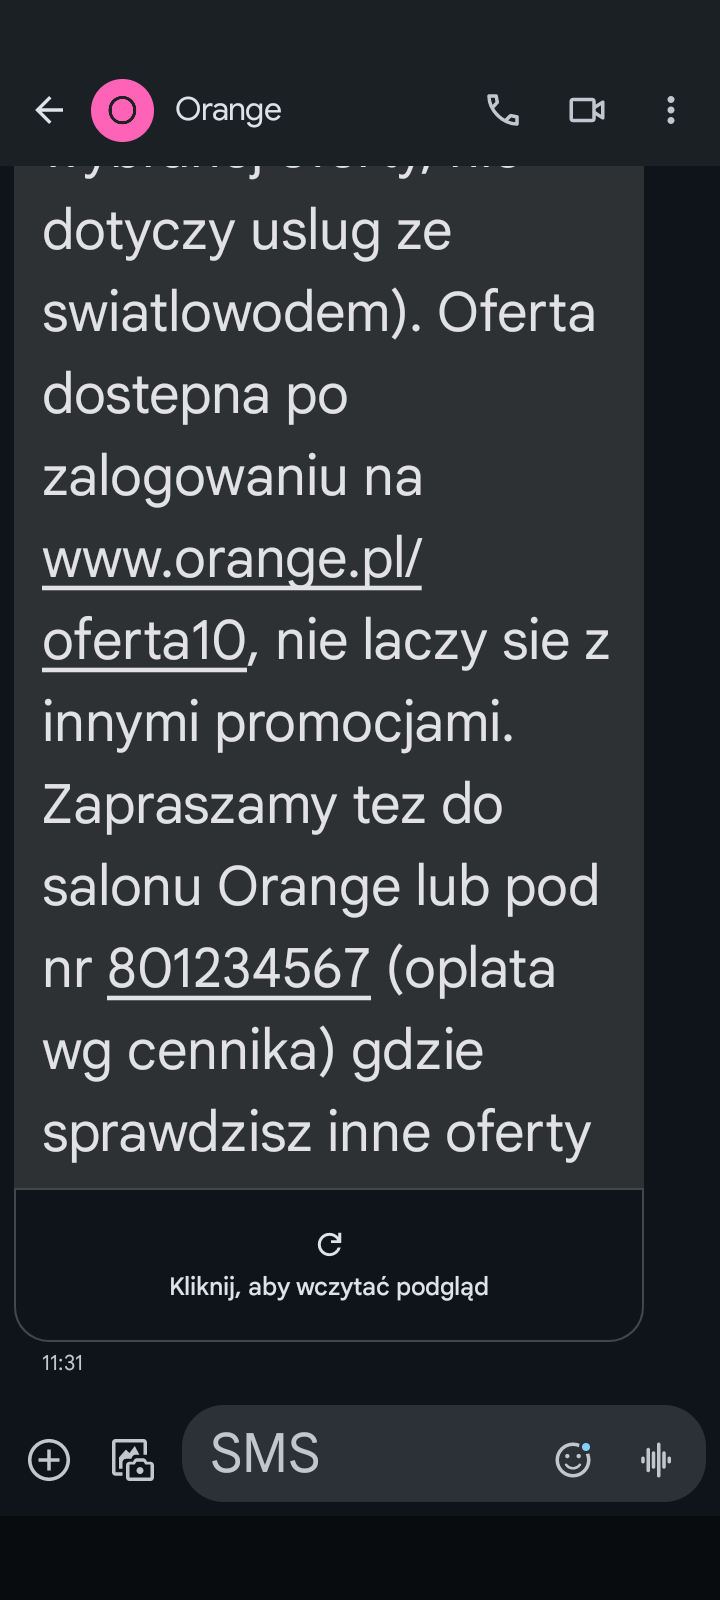 Orange
dotyczy uslug ze
swiatlowodem). Oferta
dostepna po
zalogowaniu na
www.orange.pl/
oferta10, nie laczy sie z
innymi promocjami.
Zapraszamy tez do
salonu Orange lub pod
nr 801234567 (oplata
wg cennika) gdzie
sprawdzisz inne oferty
Kliknij, aby wczytać podgląd
11:31
SMS